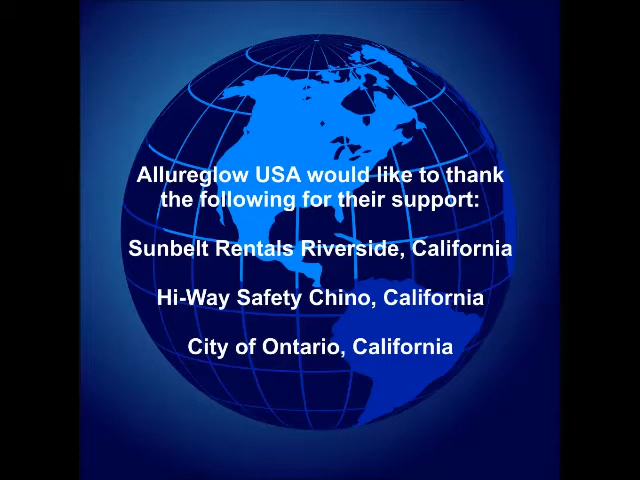 Allureglow USA would like to thank
the following for their support:
Sunbelt Rentals Riverside, California
Hi-Way Safety Chino, California
City of Ontario, California